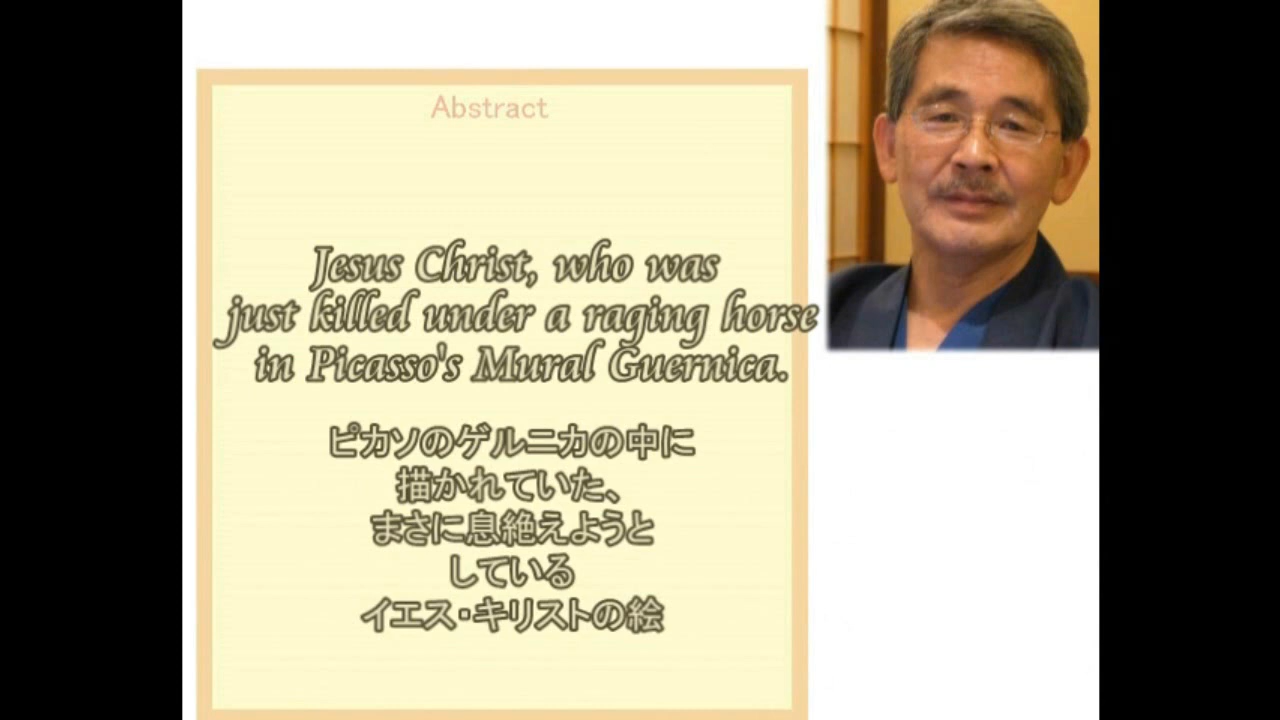 Abstract
Jesus Christ, who was
just killed under a raging horse
in Picasso's Mural Guernica.
ピカソのゲルニカの中に
描かれていた、
まさに息絶えようと
している
イエス・キリストの絵